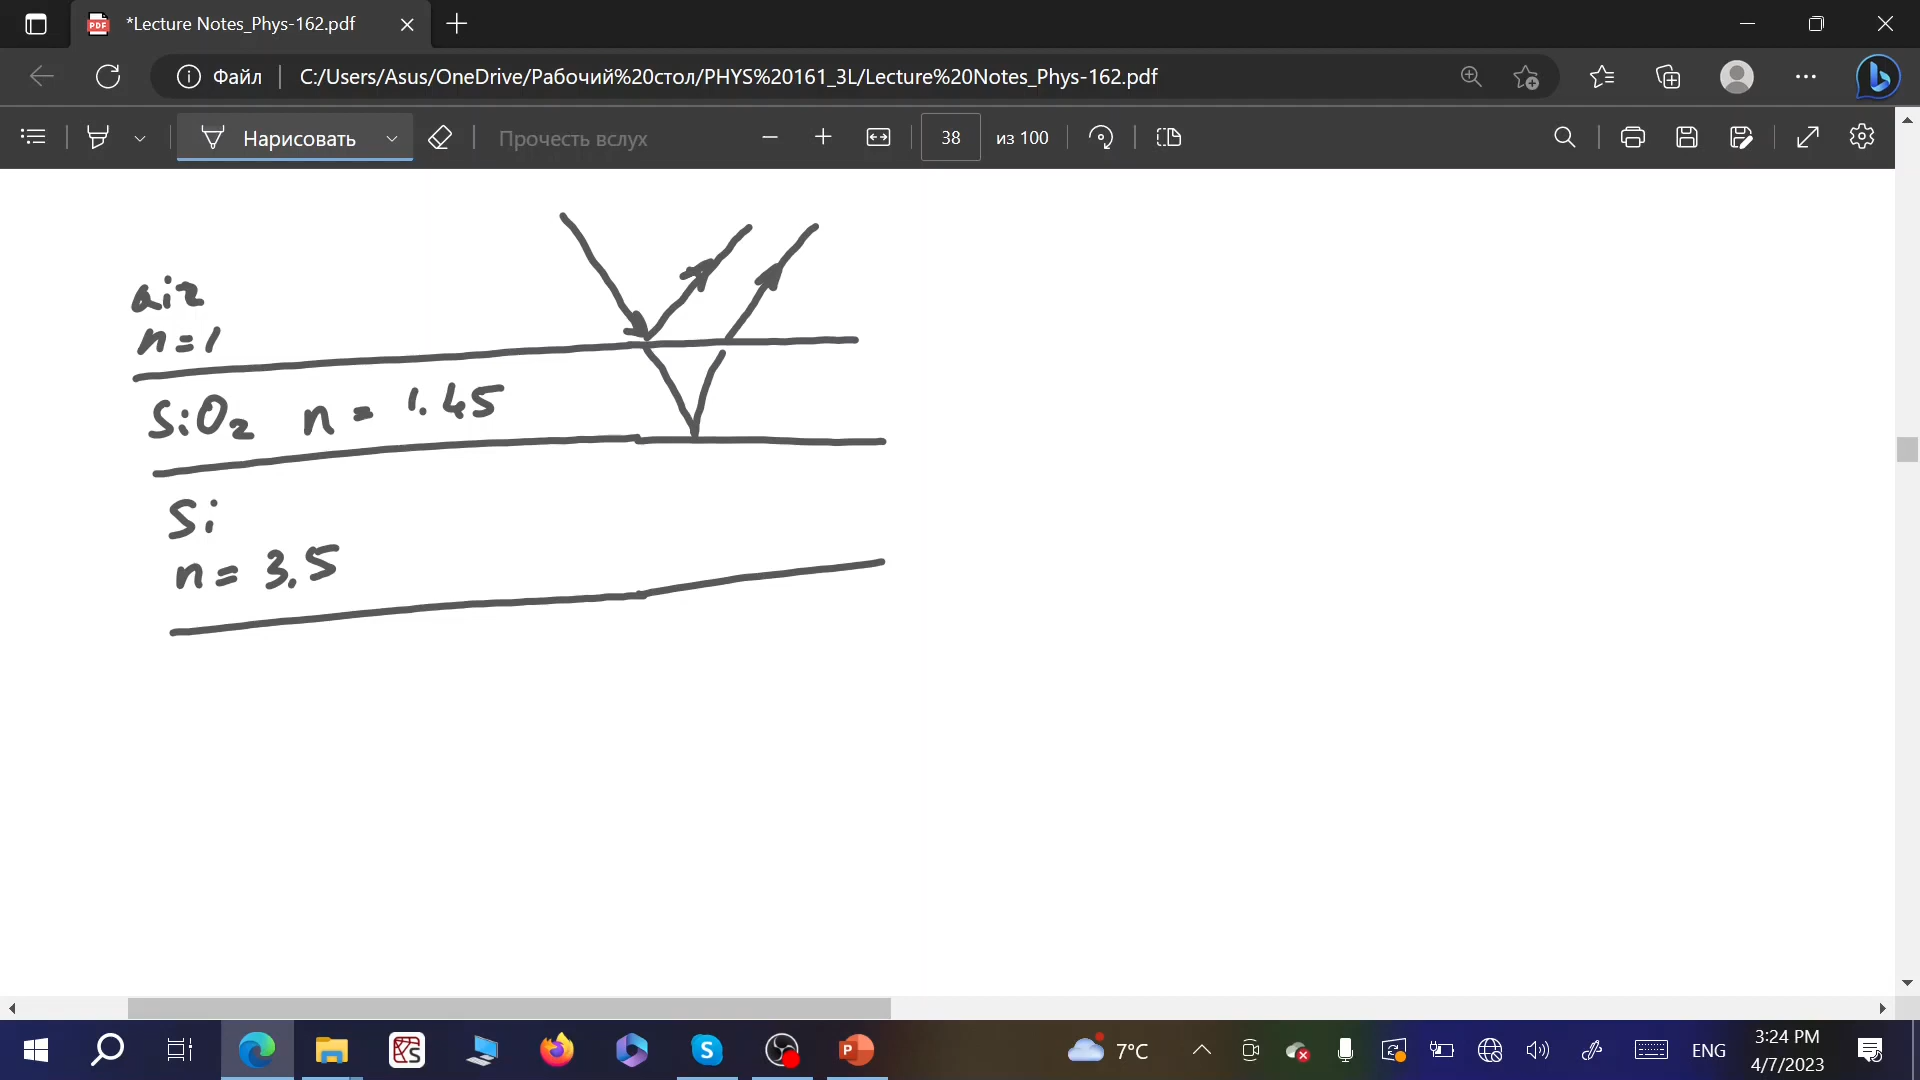 *Lecture Notes_Phys-162.pdf
Файл C:/Users/Asus/OneDrive/Рабочий%20стол/PHYS%20161_3L/Lecture%20Notes_Phys-162.pdf
Нарисовать Прочесть вслух 38 из 100
air
n=1
SiO2 n = 1.45
Si
n = 3.5
7°C ENG 3:24 PM
4/7/2023